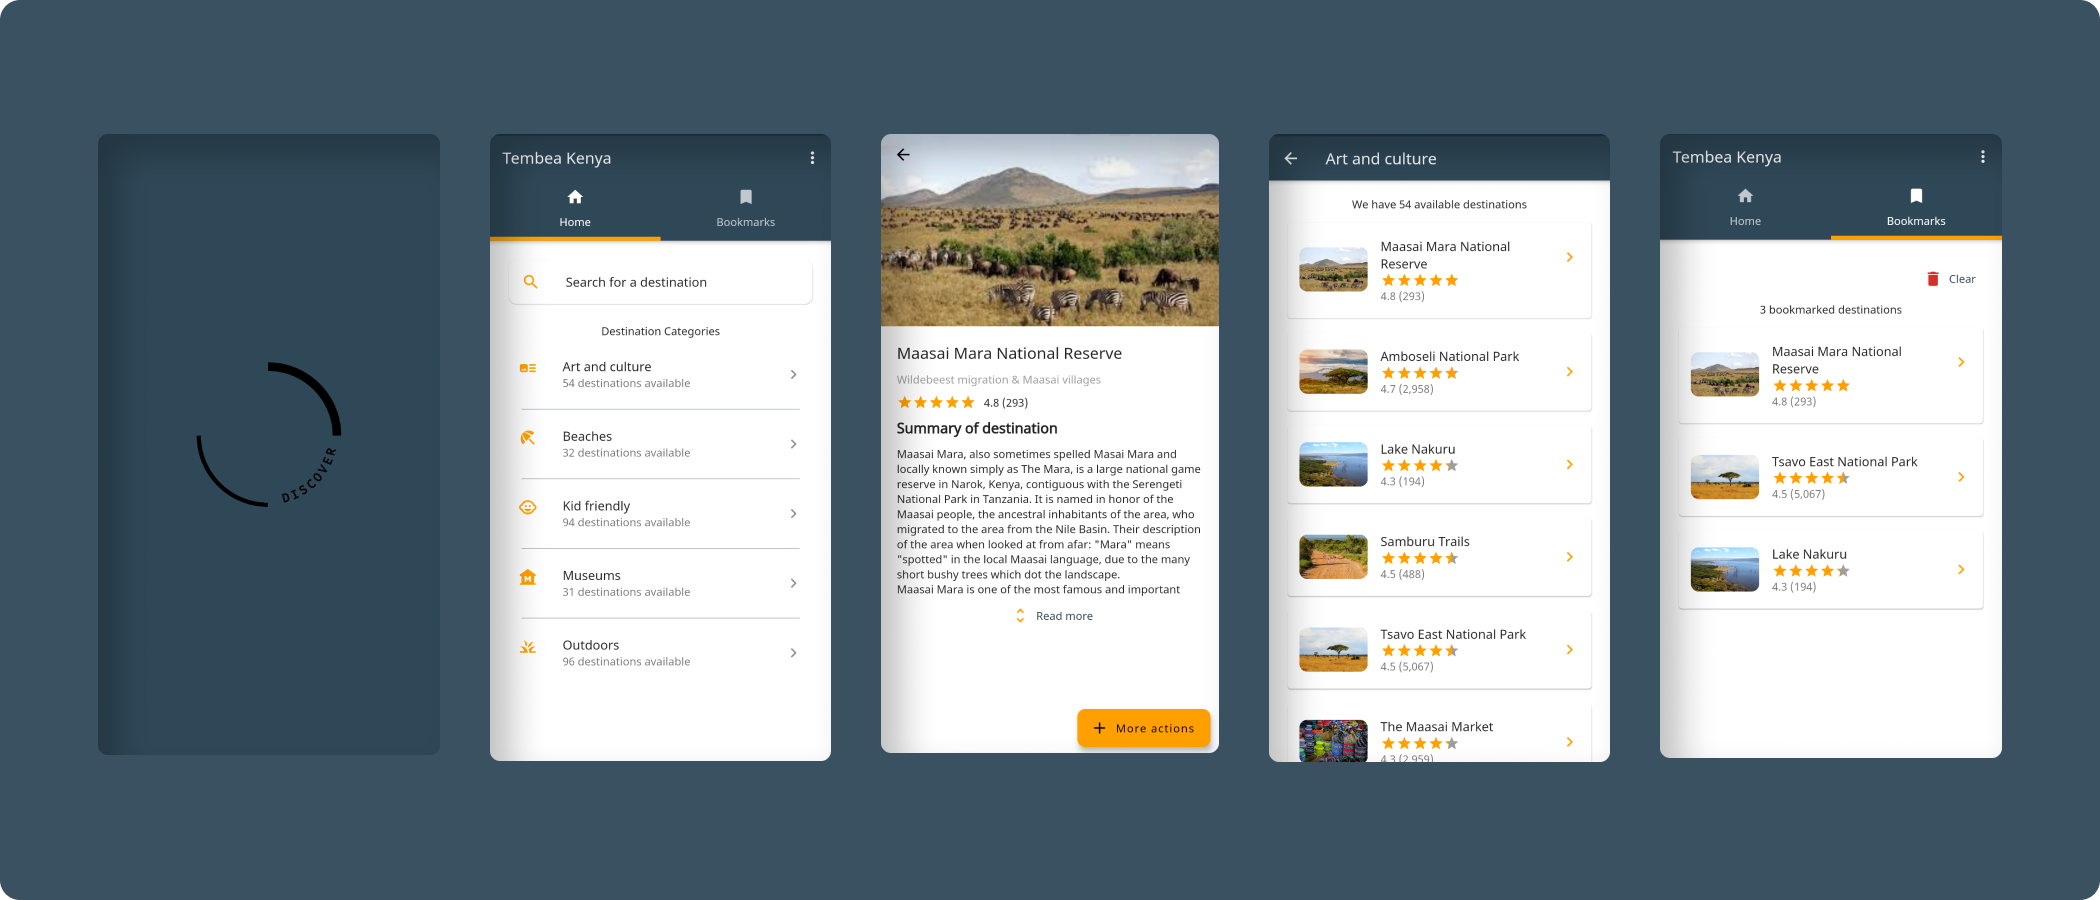 DISCOVER
Tembea Kenya
Home Bookmarks
Search for a destination
Destination Categories
Art and culture
54 destinations available
Beaches
32 destinations available
Kid friendly
94 destinations available
Museums
31 destinations available
Outdoors
96 destinations available
Maasai Mara National Reserve
Wildebeest migration & Maasai villages
4.8 (293)
Summary of destination
Maasai Mara, also sometimes spelled Masai Mara and
locally known simply as The Mara, is a large national game
reserve in Narok, Kenya, contiguous with the Serengeti
National Park in Tanzania. It is named in honor of the
Maasai people, the ancestral inhabitants of the area, who
migrated to the area from the Nile Basin. Their description
of the area when looked at from afar: "Mara" means
"spotted" in the local Maasai language, due to the many
short bushy trees which dot the landscape.
Maasai Mara is one of the most famous and important
Read more
More actions
Art and culture
We have 54 available destinations
Maasai Mara National
Reserve
4.8 (293)
Amboseli National Park
4.7 (2,958)
Lake Nakuru
4.3 (194)
Samburu Trails
4.5 (488)
Tsavo East National Park
4.5 (5,067)
The Maasai Market
4.3 (2,959)
Tembea Kenya
Home Bookmarks
Clear
3 bookmarked destinations
Maasai Mara National
Reserve
4.8 (293)
Tsavo East National Park
4.5 (5,067)
Lake Nakuru
4.3 (194)